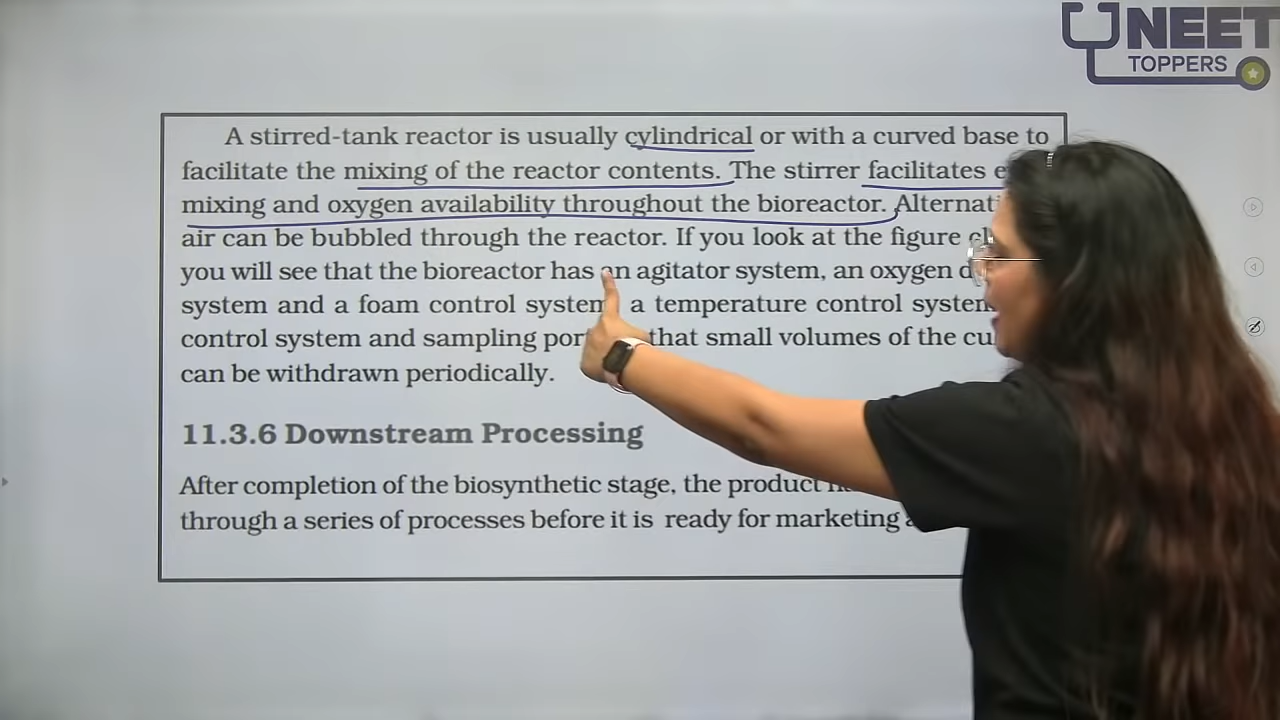 NEET
TOPPERS
A stirred-tank reactor is usually cylindrical or with a curved base to
facilitate the mixing of the reactor contents. The stirrer facilitates
mixing and oxygen availability throughout the bioreactor.
air can be bubbled through the reactor. If you look at the figure
you will see that the bioreactor has an agitator system, an oxygen
system and a foam control system a temperature control system
control system and sampling that small volumes of the
can be withdrawn periodically.
11.3.6 Downstream Processing
After completion of the biosynthetic stage, the product
through a series of processes before it is ready for marketing